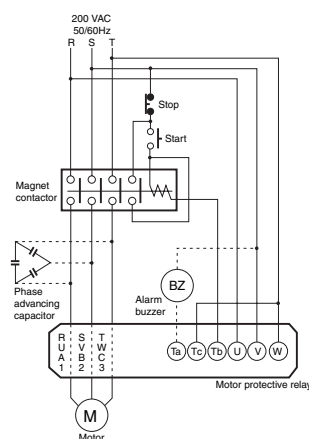 200 VAC
50/60Hz
R S T
Stop
Start
Magnet
contactor
BZ
Alarm
buzzer
Phase
advancing
capacitor
R S T
U V W
A B C
1 2 3
Ta Tc Tb U V W
Motor protective relay
M
Motor